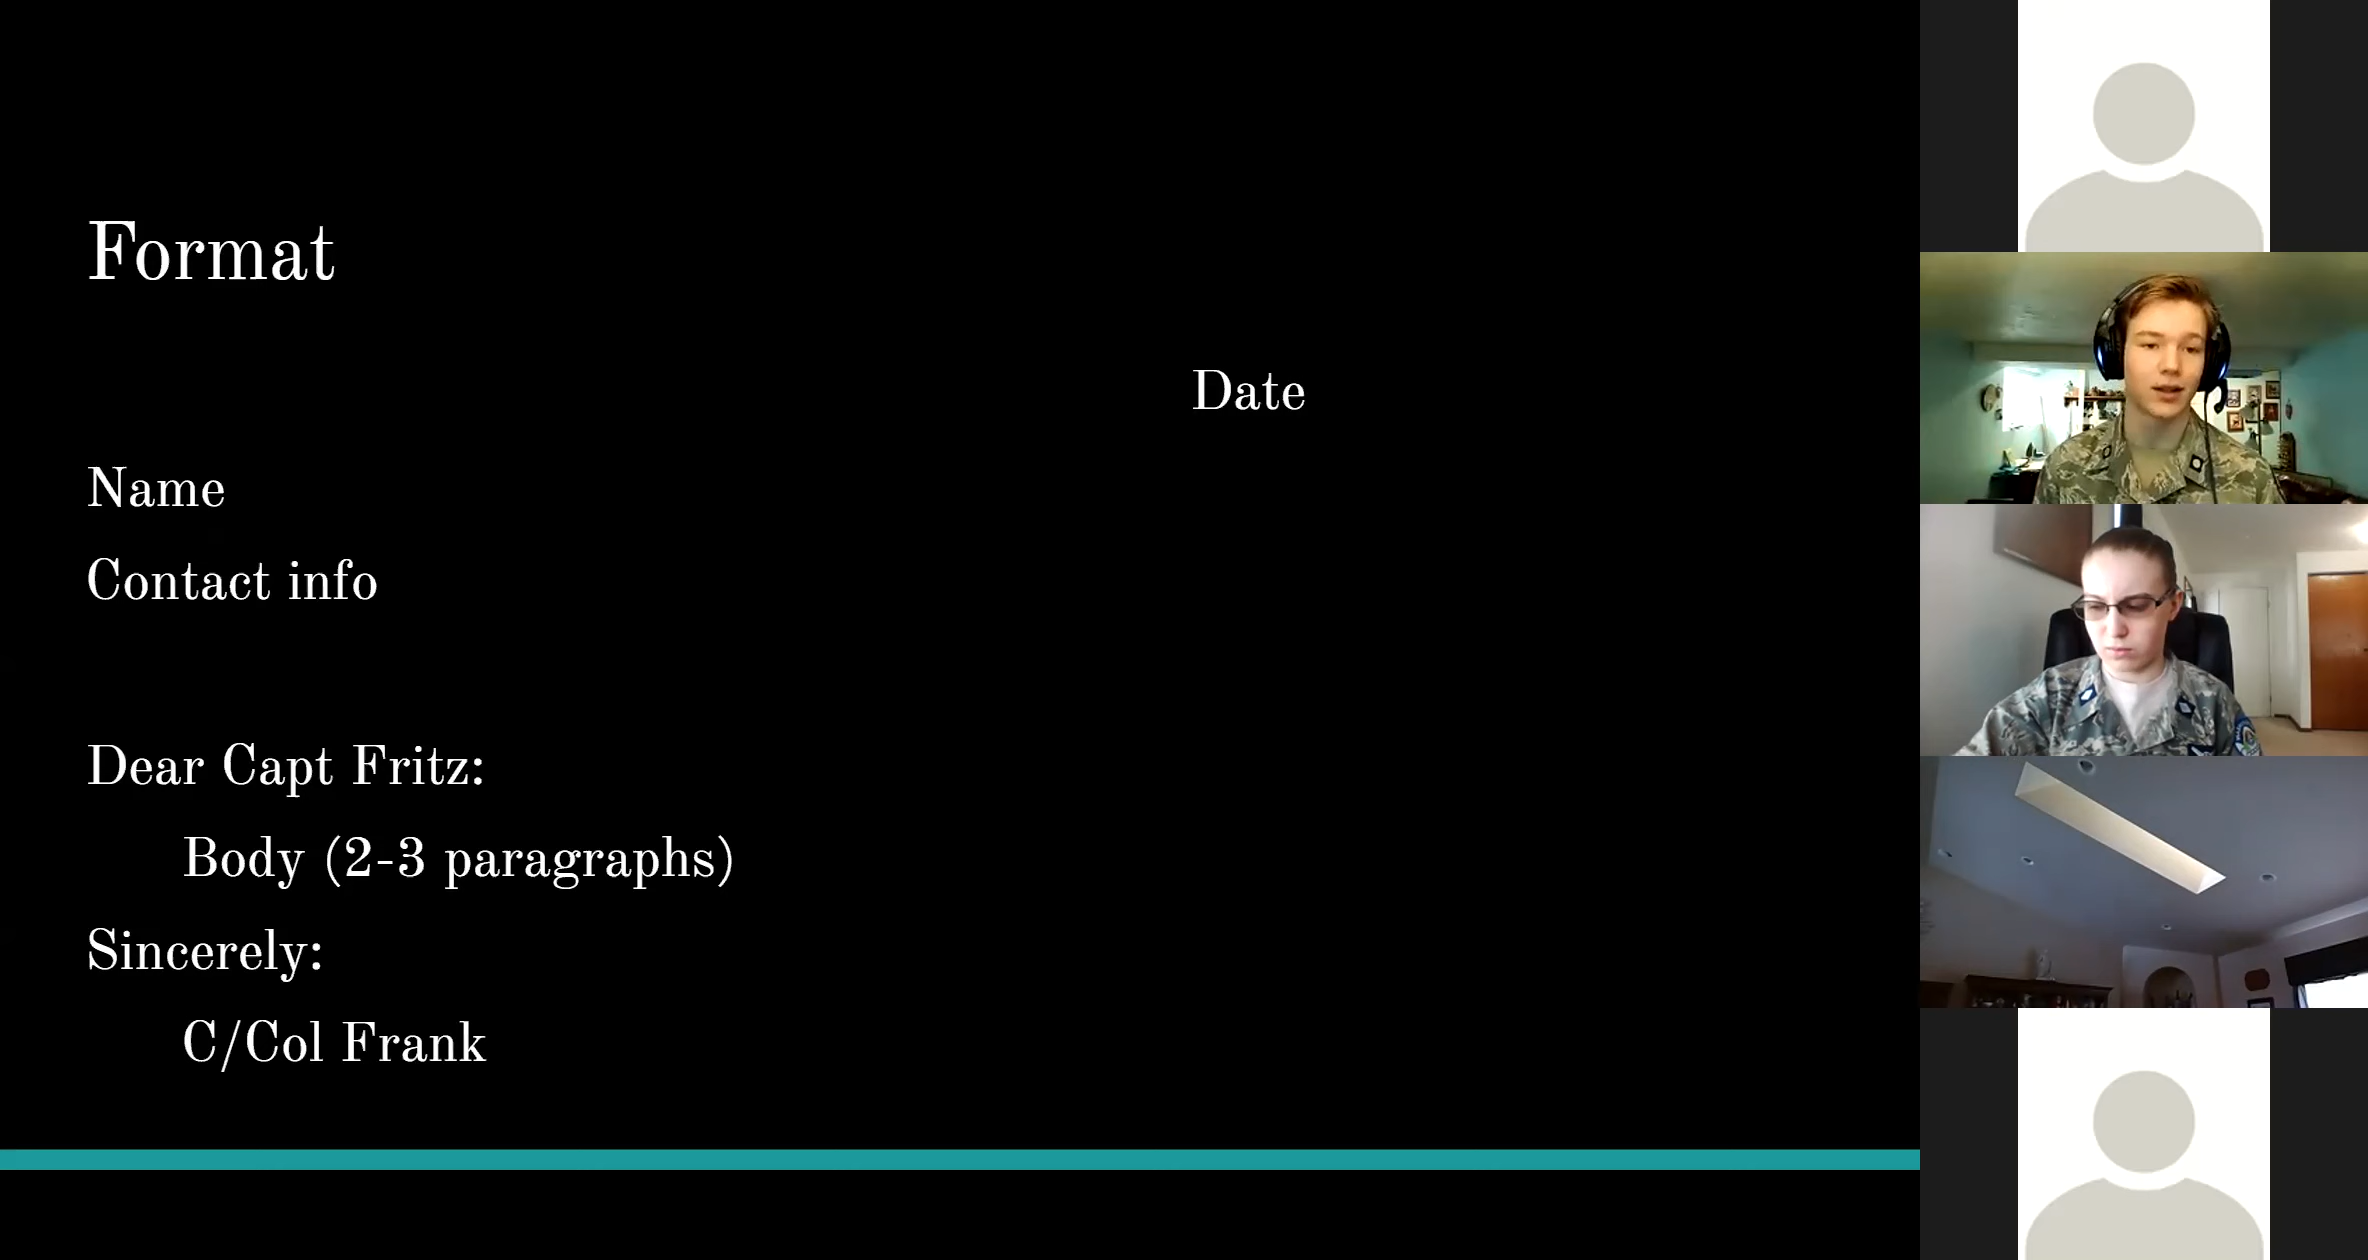 Format
Date
Name
Contact info
Dear Capt Fritz:
Body (2-3 paragraphs)
Sincerely:
C/Col Frank